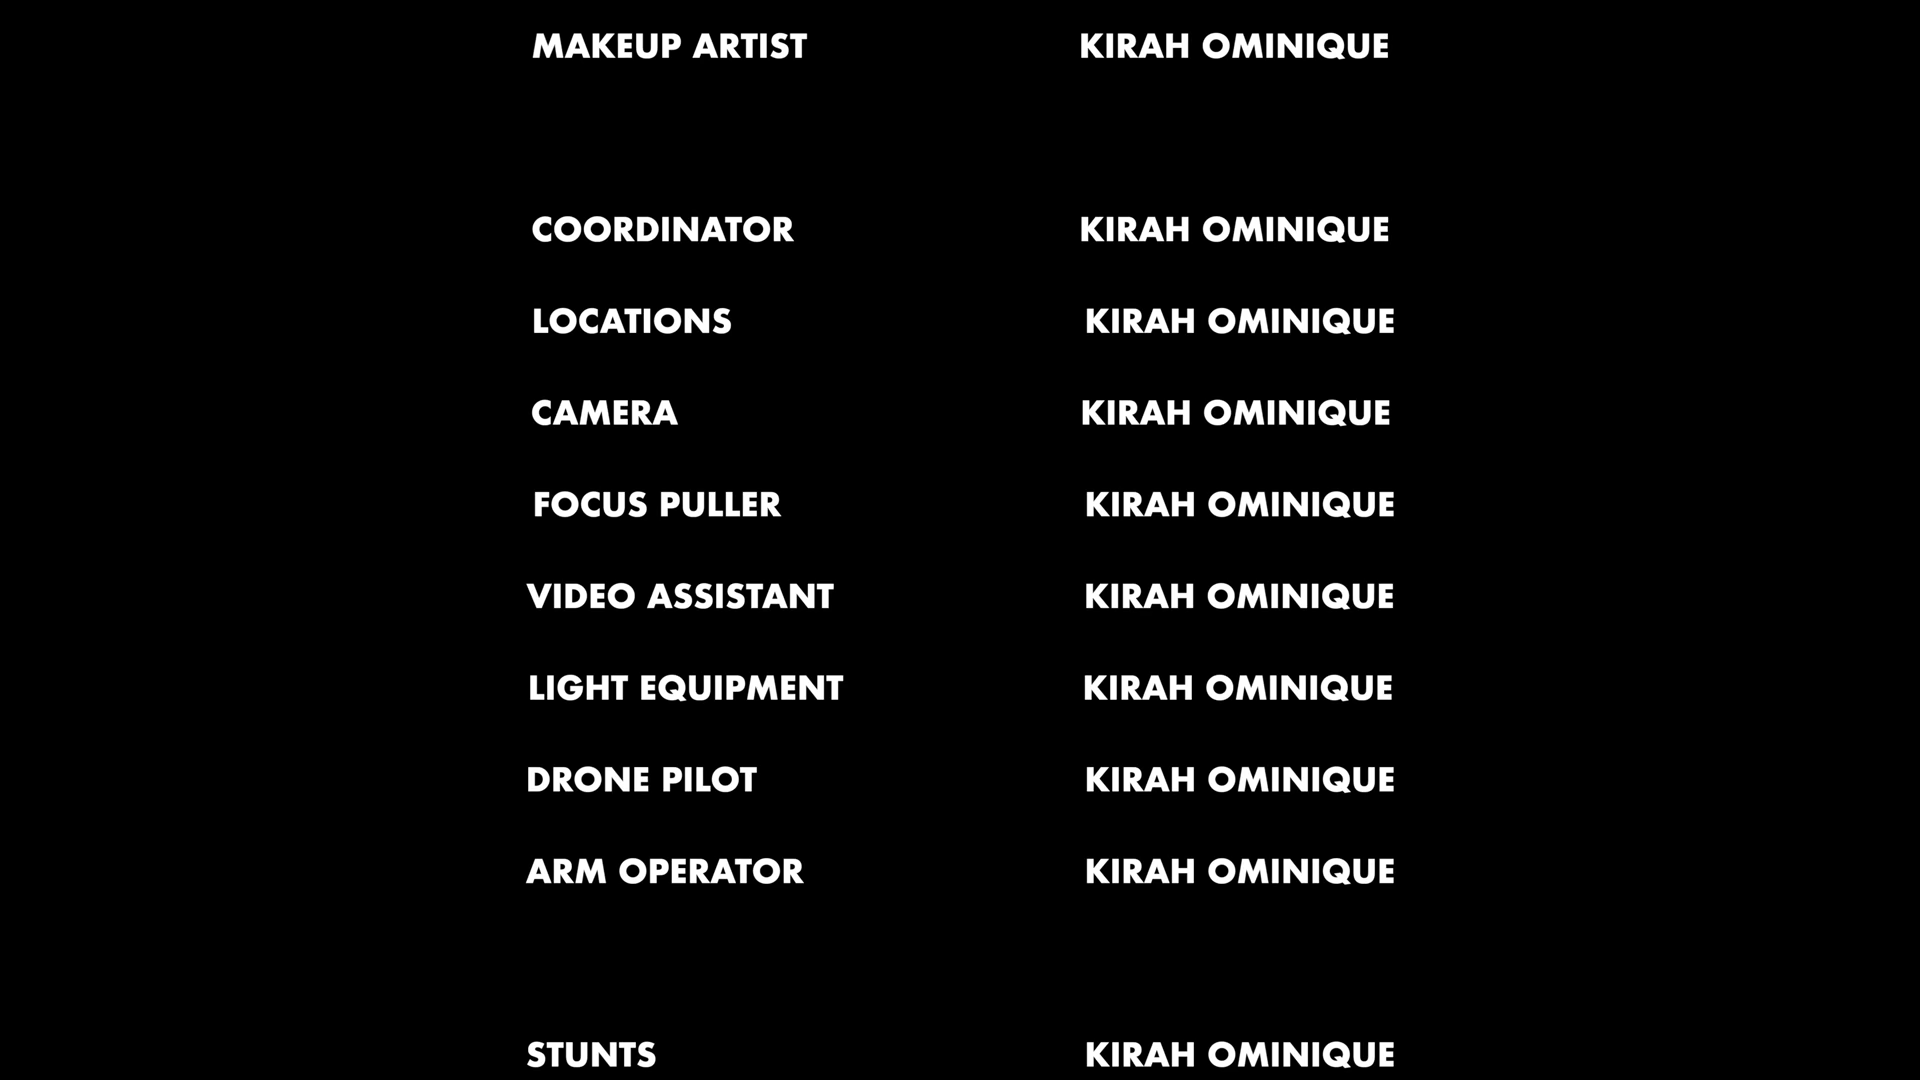 MAKEUP ARTIST KIRAH OMINIQUE
COORDINATOR KIRAH OMINIQUE
LOCATIONS KIRAH OMINIQUE
CAMERA KIRAH OMINIQUE
FOCUS PULLER KIRAH OMINIQUE
VIDEO ASSISTANT KIRAH OMINIQUE
LIGHT EQUIPMENT KIRAH OMINIQUE
DRONE PILOT KIRAH OMINIQUE
ARM OPERATOR KIRAH OMINIQUE
STUNTS KIRAH OMINIQUE